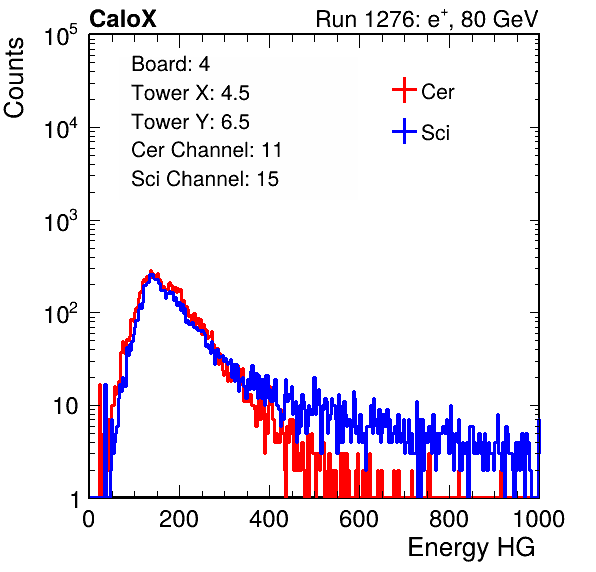 CaloX Run 1276: e⁺, 80 GeV
Counts
10⁵
10⁴
10³
10²
10
1
Board: 4
Tower X: 4.5
Tower Y: 6.5
Cer Channel: 11
Sci Channel: 15
Cer
Sci
0 200 400 600 800 1000
Energy HG